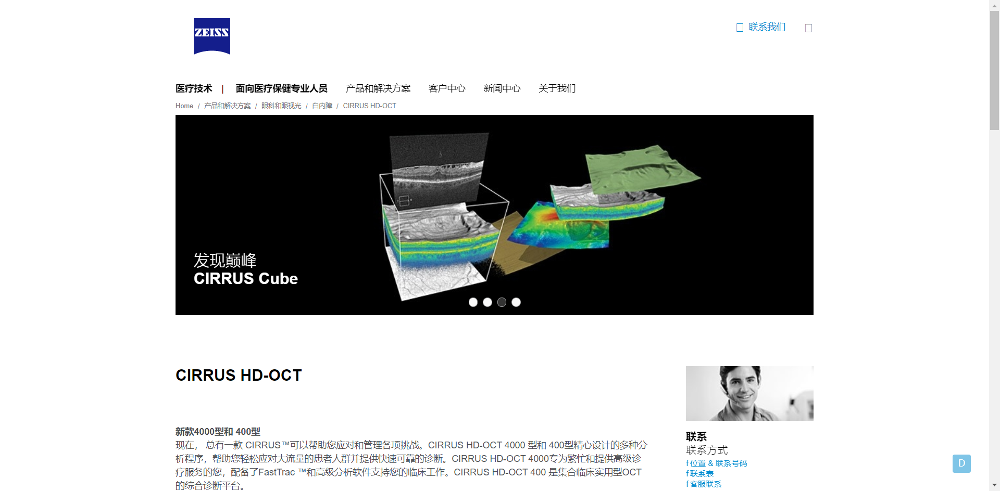 ZEISS
联系我们
医疗技术 | 面向医疗保健专业人员 产品和解决方案 客户中心 新闻中心 关于我们
Home / 产品和解决方案 / 眼科和眼视光 / 白内障 / CIRRUS HD-OCT
发现巅峰
CIRRUS Cube
CIRRUS HD-OCT
新款4000型和 400型
现在， 总有一款 CIRRUS™可以帮助您应对和管理各项挑战。CIRRUS HD-OCT 4000 型和 400型精心设计的多种分
析程序，帮助您轻松应对大流量的患者人群并提供快速可靠的诊断。CIRRUS HD-OCT 4000专为繁忙和提供高级诊
疗服务的您，配备了FastTrac ™和高级分析软件支持您的临床工作。CIRRUS HD-OCT 400 是集合临床实用型OCT
的综合诊断平台。
联系
联系方式
f 位置 & 联系号码
f 联系表
f 客服联系
D